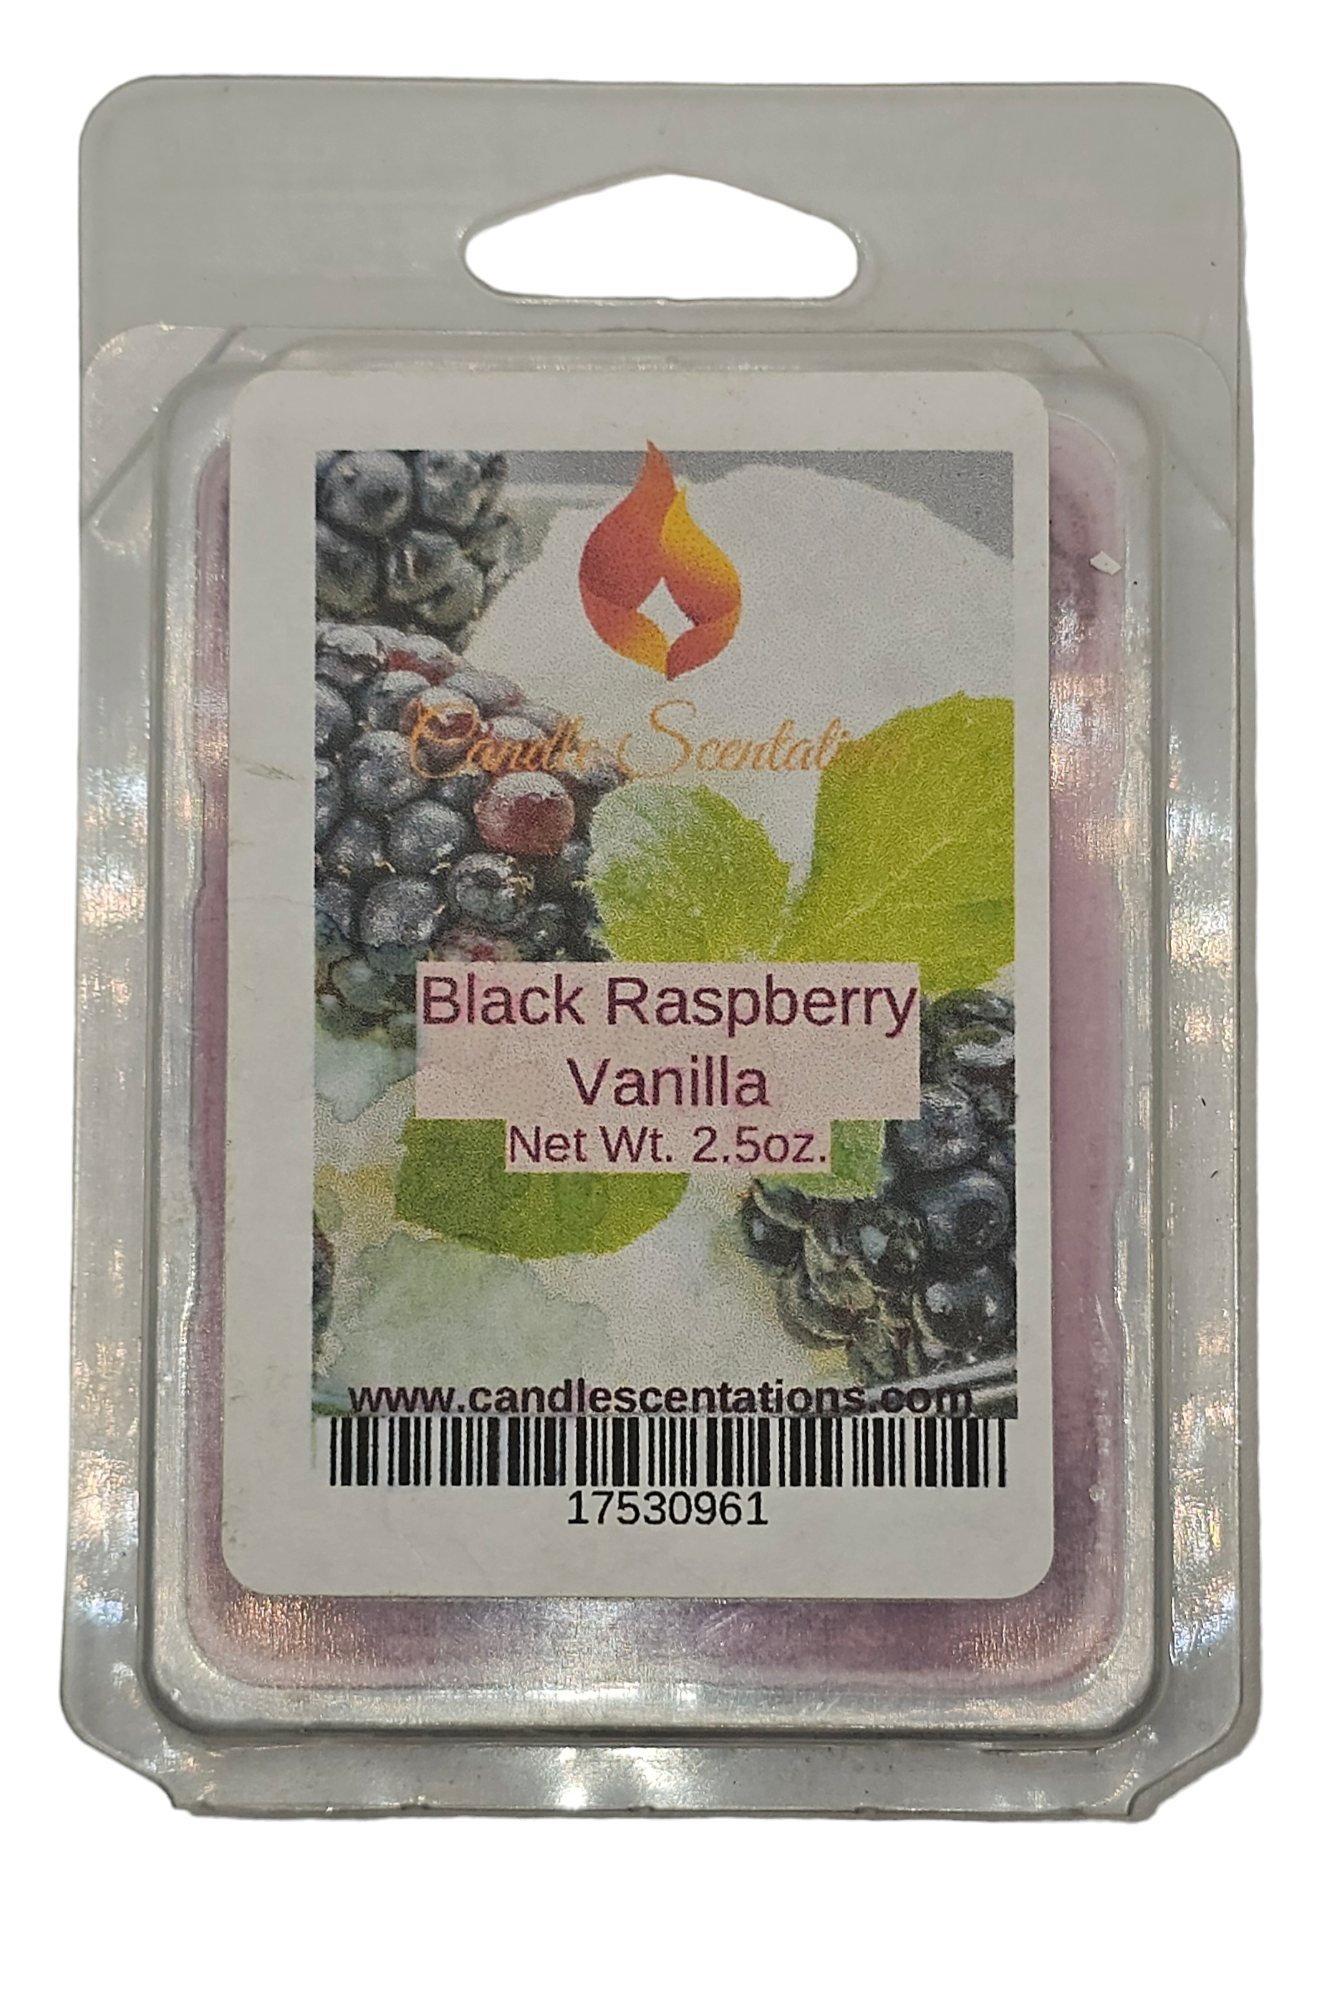 Candle Scentations
Black Raspberry
Vanilla
Net Wt. 2.5oz.
www.candlescentations.com
17530961